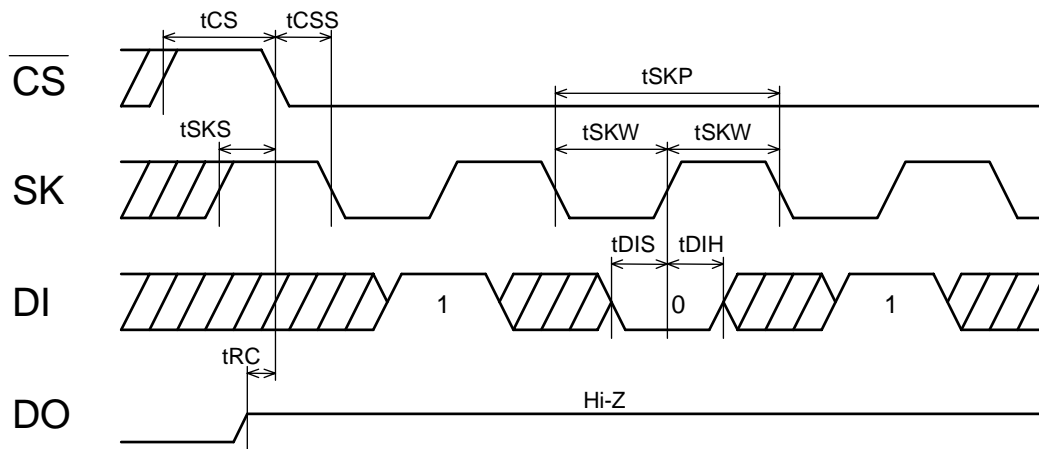 tCS tCSS
CS
tSKP
tSKS tSKW tSKW
SK
tDIS tDIH
DI 1 0 1
tRC
DO Hi-Z